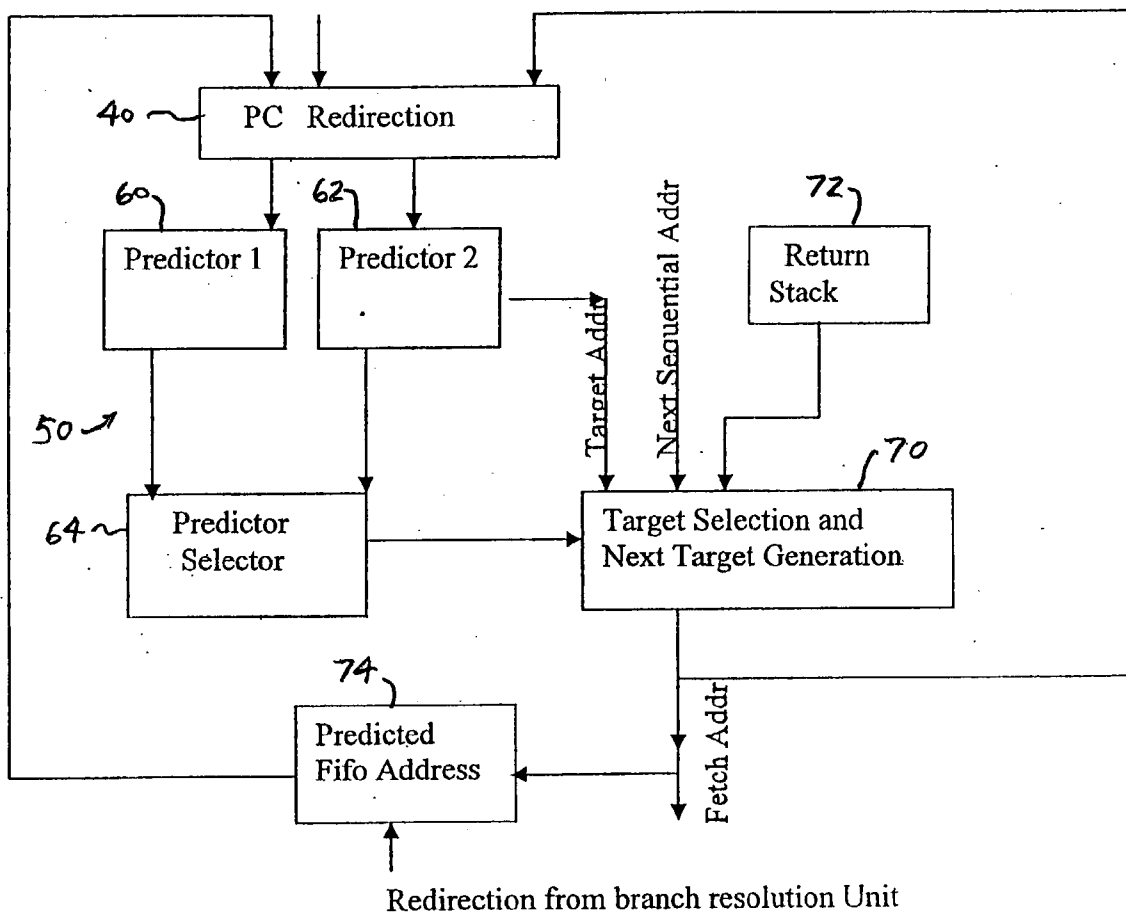 40
PC Redirection
60
62
72
Predictor 1
Predictor 2
Target Addr
Next Sequential Addr
Return
Stack
50
70
64
Predictor
Selector
Target Selection and
Next Target Generation
74
Predicted
Fifo Address
Fetch Addr
Redirection from branch resolution Unit